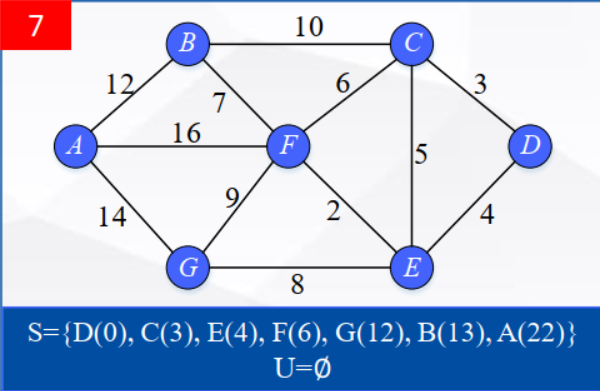 7
B
10
C
12
7
6
3
A
16
F
5
D
14
9
2
4
G
8
E
S={D(0), C(3), E(4), F(6), G(12), B(13), A(22)}
U=∅